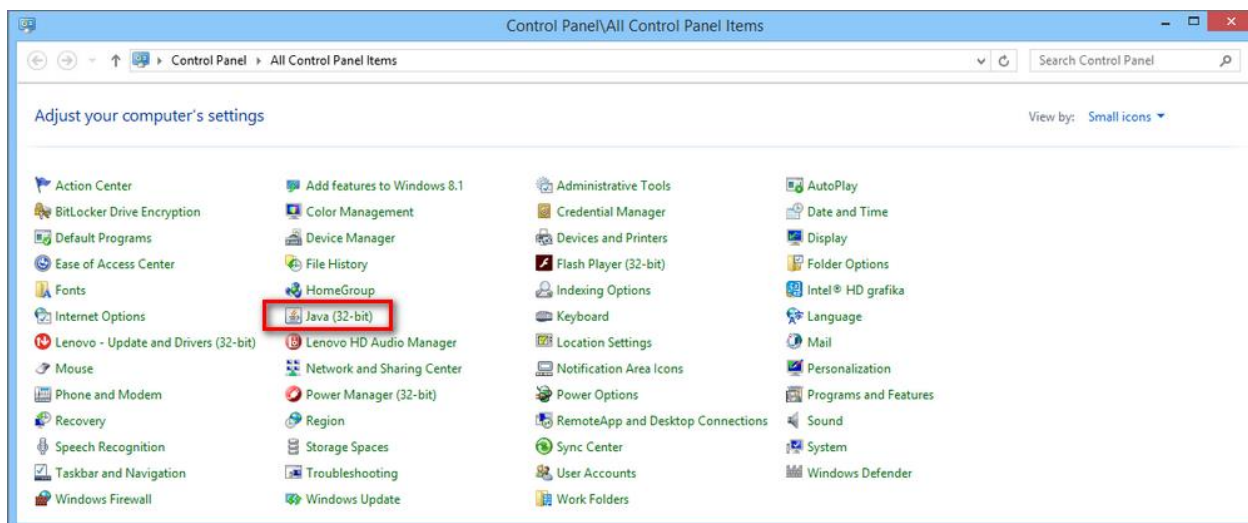 Control Panel\All Control Panel Items
Control Panel All Control Panel Items
Search Control Panel
Adjust your computer's settings
View by: Small icons
Action Center
Add features to Windows 8.1
Administrative Tools
AutoPlay
BitLocker Drive Encryption
Color Management
Credential Manager
Date and Time
Default Programs
Device Manager
Devices and Printers
Display
Ease of Access Center
File History
Flash Player (32-bit)
Folder Options
Fonts
HomeGroup
Indexing Options
Intel® HD grafika
Internet Options
Java (32-bit)
Keyboard
Language
Lenovo - Update and Drivers (32-bit)
Lenovo HD Audio Manager
Location Settings
Mail
Mouse
Network and Sharing Center
Notification Area Icons
Personalization
Phone and Modem
Power Manager (32-bit)
Power Options
Programs and Features
Recovery
Region
RemoteApp and Desktop Connections
Sound
Speech Recognition
Storage Spaces
Sync Center
System
Taskbar and Navigation
Troubleshooting
User Accounts
Windows Defender
Windows Firewall
Windows Update
Work Folders